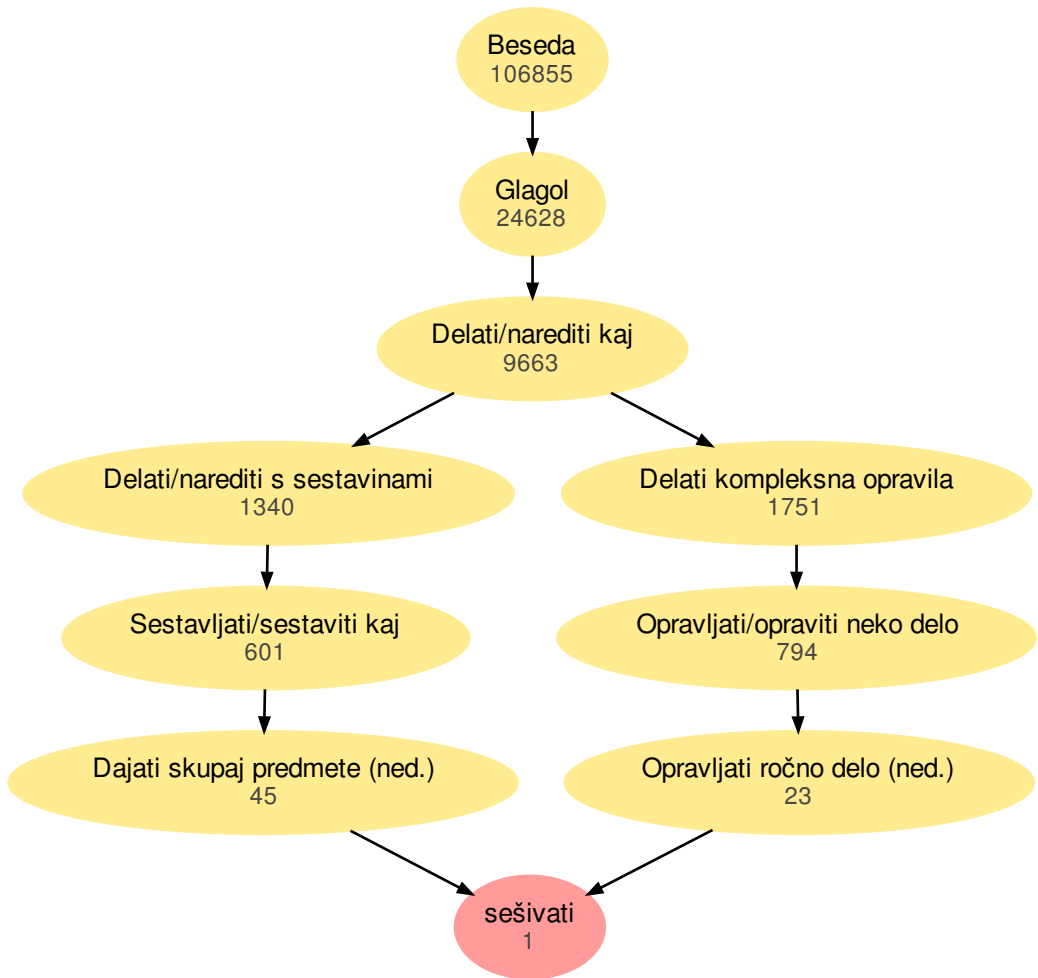 Beseda
106855
Glagol
24628
Delati/narediti kaj
9663
Delati/narediti s sestavinami
1340
Delati kompleksna opravila
1751
Sestavljati/sestaviti kaj
601
Opravljati/opraviti neko delo
794
Dajati skupaj predmete (ned.)
45
Opravljati ročno delo (ned.)
23
sešivati
1